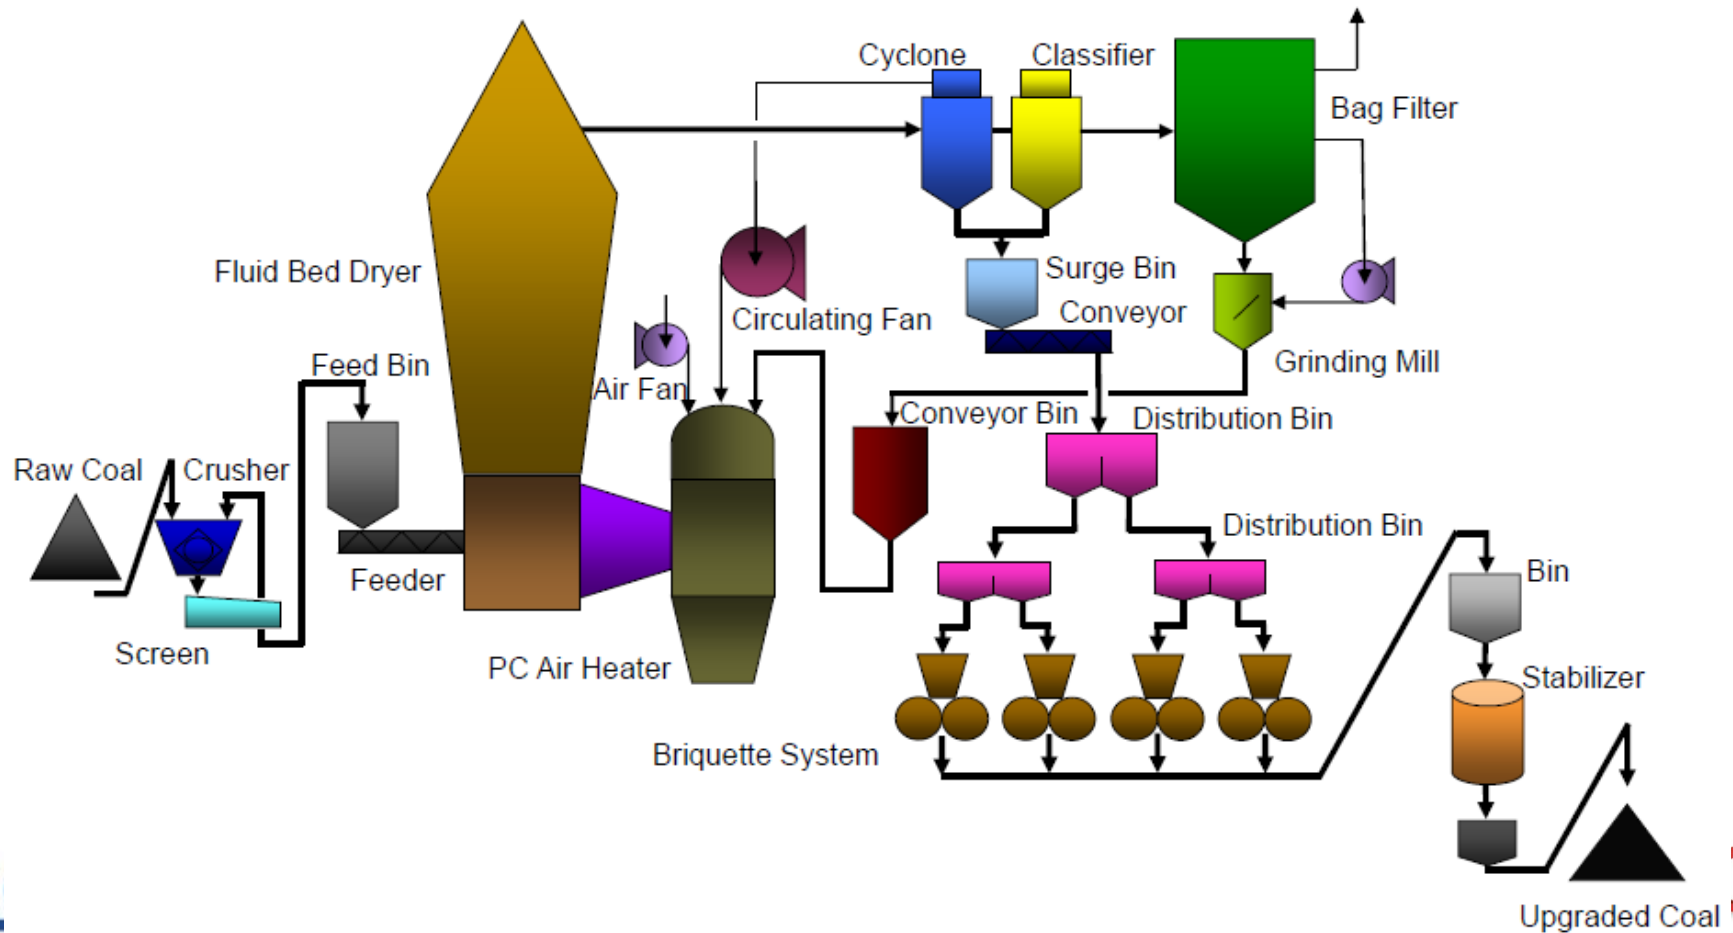 Cyclone
Classifier
Bag Filter
Fluid Bed Dryer
Surge Bin
Conveyor
Circulating Fan
Grinding Mill
Feed Bin
Air Fan
Conveyor Bin
Distribution Bin
Raw Coal
Crusher
Distribution Bin
Feeder
Bin
Screen
PC Air Heater
Stabilizer
Briquette System
Upgraded Coal